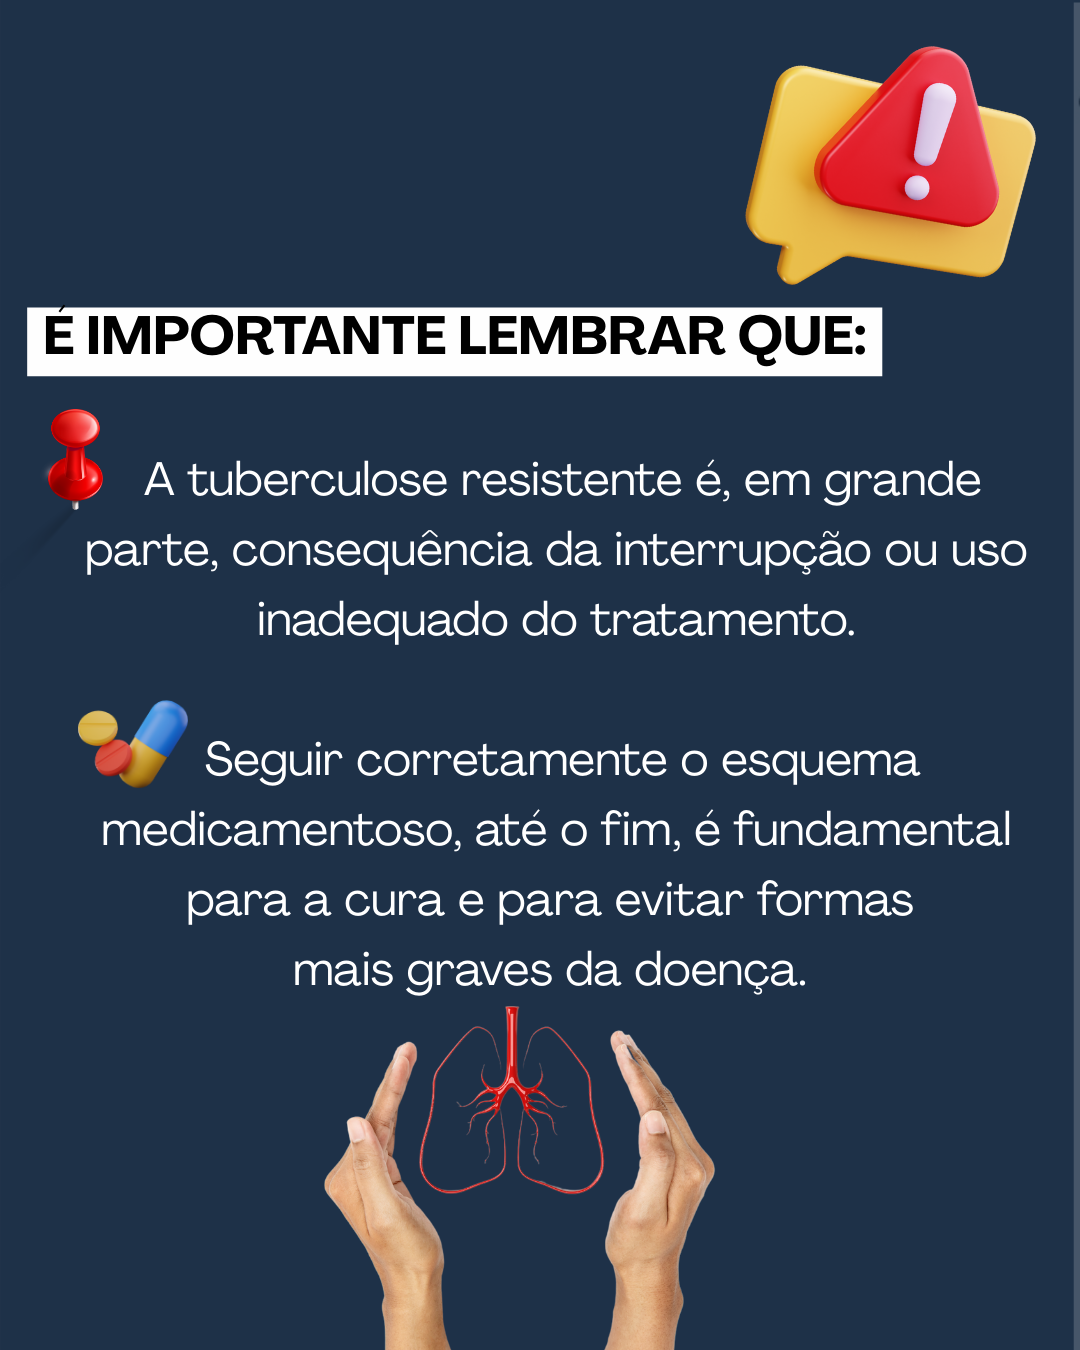 É IMPORTANTE LEMBRAR QUE:
A tuberculose resistente é, em grande
parte, consequência da interrupção ou uso
inadequado do tratamento.
Seguir corretamente o esquema
medicamentoso, até o fim, é fundamental
para a cura e para evitar formas
mais graves da doença.